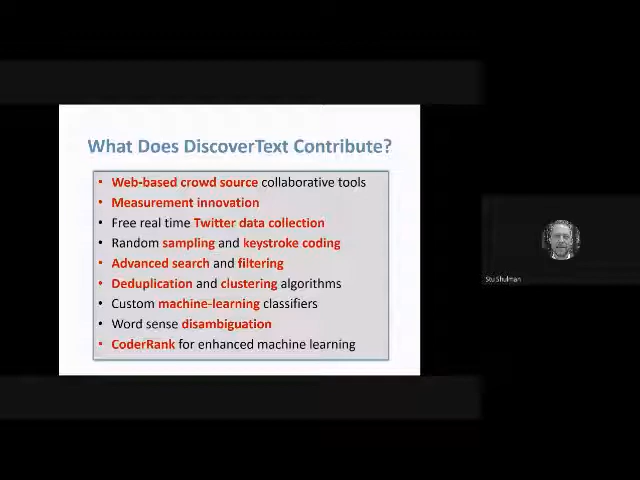 What Does DiscoverText Contribute?
• Web-based crowd source collaborative tools
• Measurement innovation
• Free real time Twitter data collection
• Random sampling and keystroke coding
• Advanced search and filtering
• Deduplication and clustering algorithms
• Custom machine-learning classifiers
• Word sense disambiguation
• CoderRank for enhanced machine learning
Stu Shulman